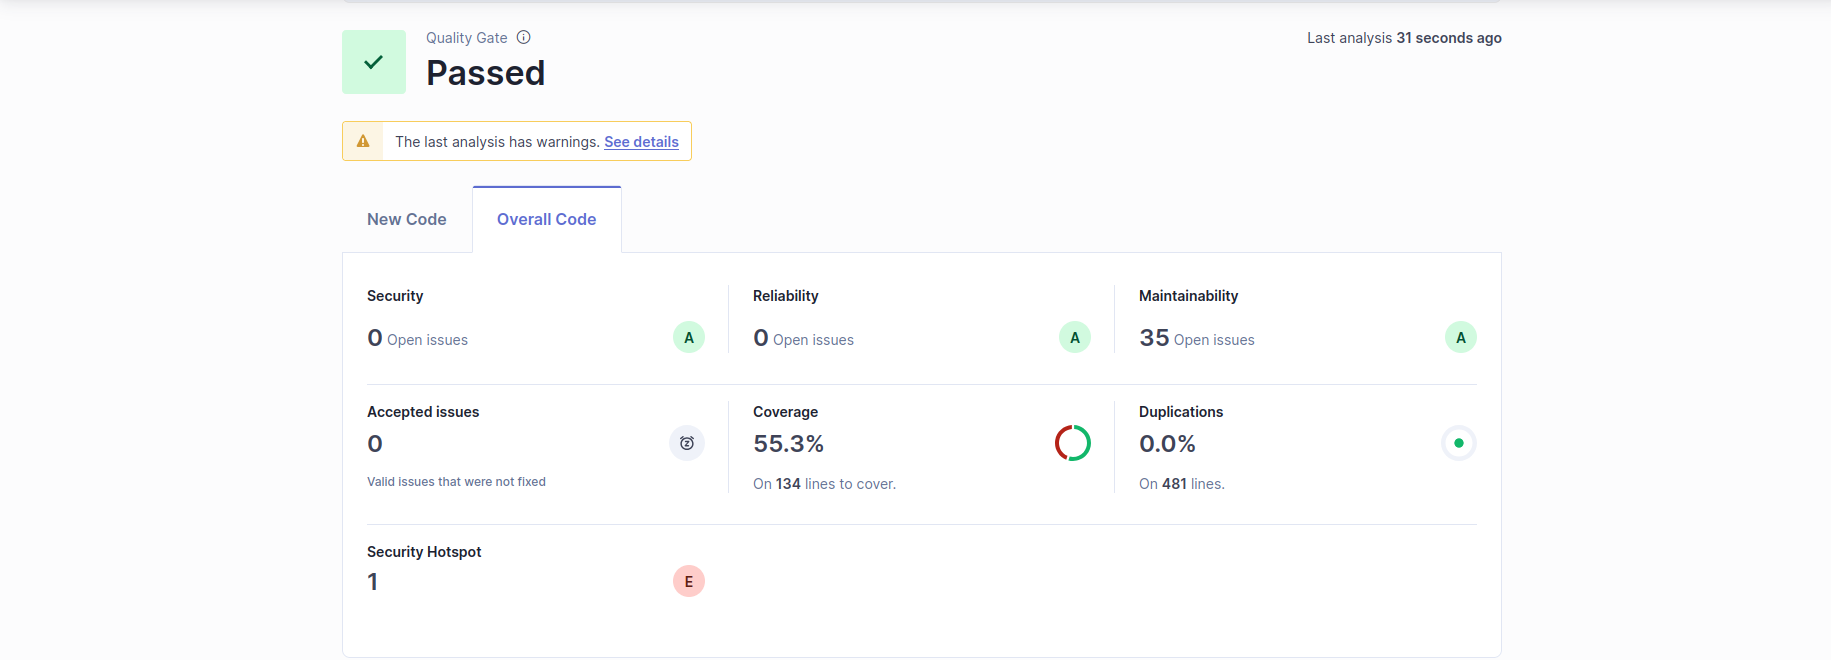 Quality Gate
Last analysis 31 seconds ago
Passed
The last analysis has warnings. See details
New Code
Overall Code
Security
Reliability
Maintainability
0 Open issues
A
0 Open issues
A
35 Open issues
A
Accepted issues
Coverage
Duplications
0
55.3%
0.0%
Valid issues that were not fixed
On 134 lines to cover.
On 481 lines.
Security Hotspot
1
E